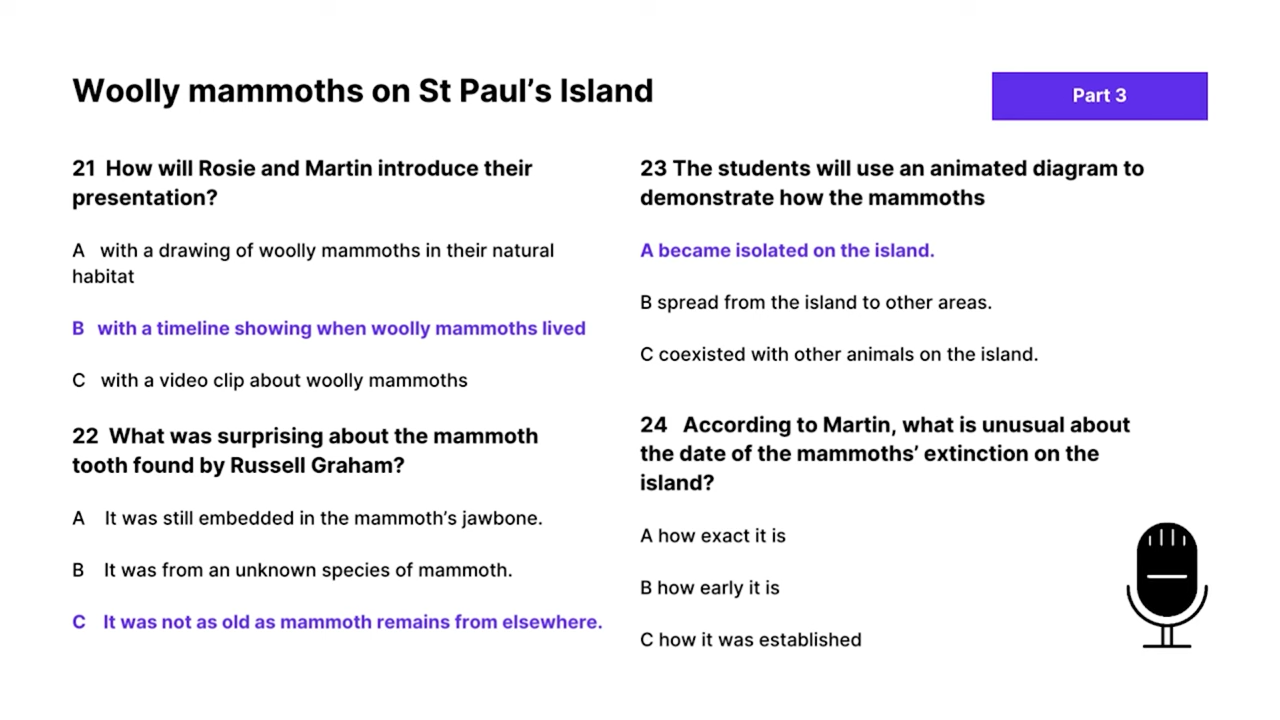 Woolly mammoths on St Paul’s Island
Part 3
21 How will Rosie and Martin introduce their
presentation?
A with a drawing of woolly mammoths in their natural
habitat
B with a timeline showing when woolly mammoths lived
C with a video clip about woolly mammoths
22 What was surprising about the mammoth
tooth found by Russell Graham?
A It was still embedded in the mammoth’s jawbone.
B It was from an unknown species of mammoth.
C It was not as old as mammoth remains from elsewhere.
23 The students will use an animated diagram to
demonstrate how the mammoths
A became isolated on the island.
B spread from the island to other areas.
C coexisted with other animals on the island.
24 According to Martin, what is unusual about
the date of the mammoths’ extinction on the
island?
A how exact it is
B how early it is
C how it was established